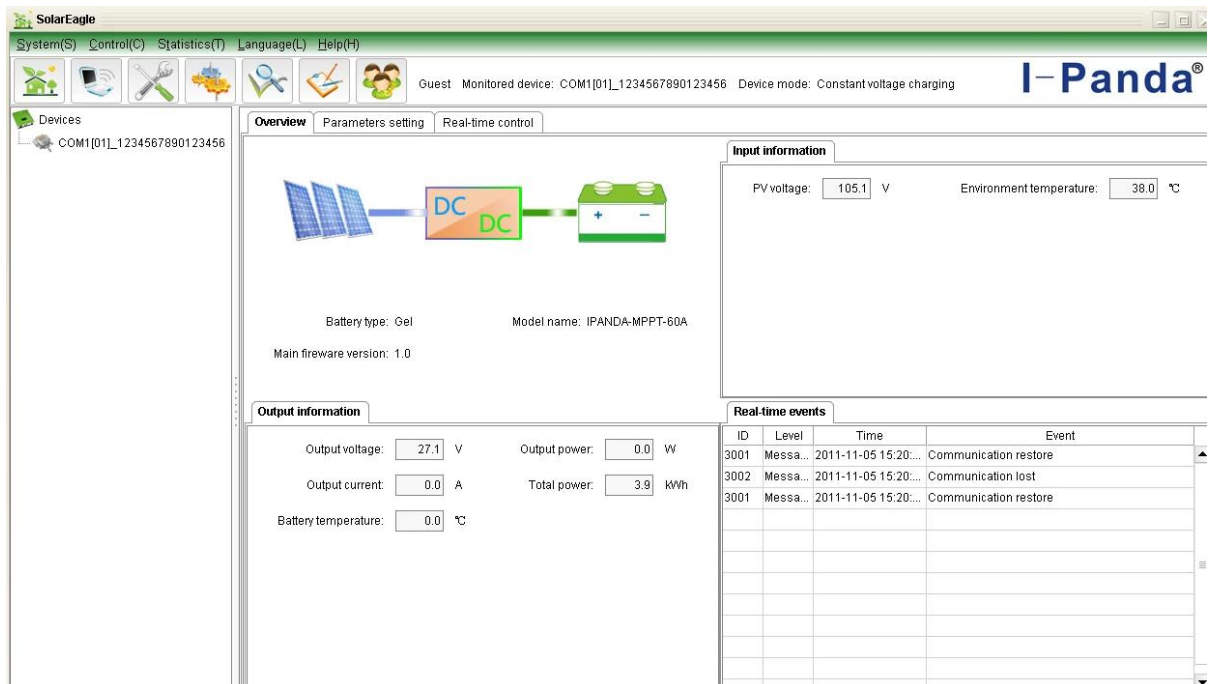 SolarEagle
System(S) Control(C) Statistics(T) Language(L) Help(H)
Guest Monitored device: COM1[01]_1234567890123456 Device mode: Constant voltage charging
I-Panda®
Devices
COM1[01]_1234567890123456
Overview Parameters setting Real-time control
DC
DC
+ −
Battery type: Gel Model name: IPANDA-MPPT-60A
Main fireware version: 1.0
Input information
PV voltage: 105.1 V Environment temperature: 38.0 ℃
Output information
Output voltage: 27.1 V Output power: 0.0 W
Output current: 0.0 A Total power: 3.9 kWh
Battery temperature: 0.0 ℃
Real-time events
ID Level Time Event
3001 Messa... 2011-11-05 15:20:... Communication restore
3002 Messa... 2011-11-05 15:20:... Communication lost
3001 Messa... 2011-11-05 15:20:... Communication restore